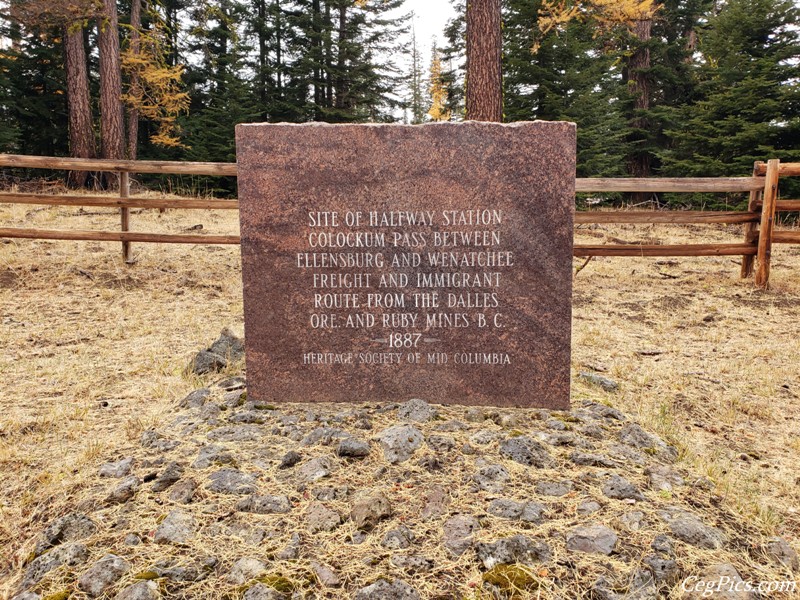 SITE OF HALFWAY STATION
COLOCKUM PASS BETWEEN
ELLENSBURG AND WENATCHEE
FREIGHT AND IMMIGRANT
ROUTE FROM THE DALLES
ORE. AND RUBY MINES B.C.
—1887—
HERITAGE SOCIETY OF MID COLUMBIA
CegPics.com